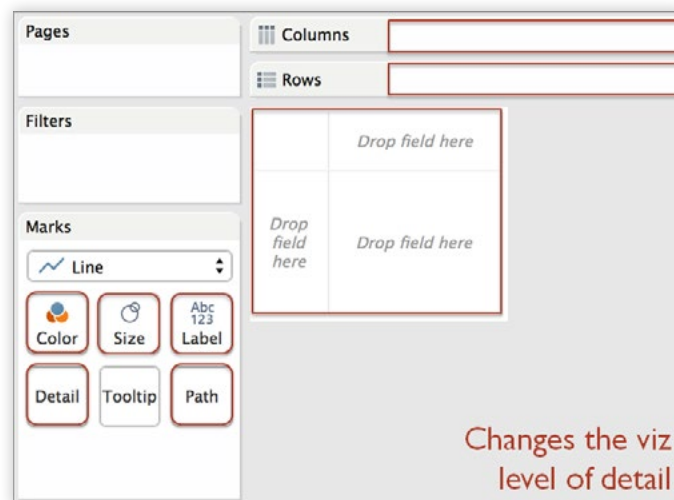 Pages
Columns
Rows
Filters
Drop field here
Drop
field
here
Drop field here
Marks
Line
Color
Size
Abc
123
Label
Detail
Tooltip
Path
Changes the viz
level of detail